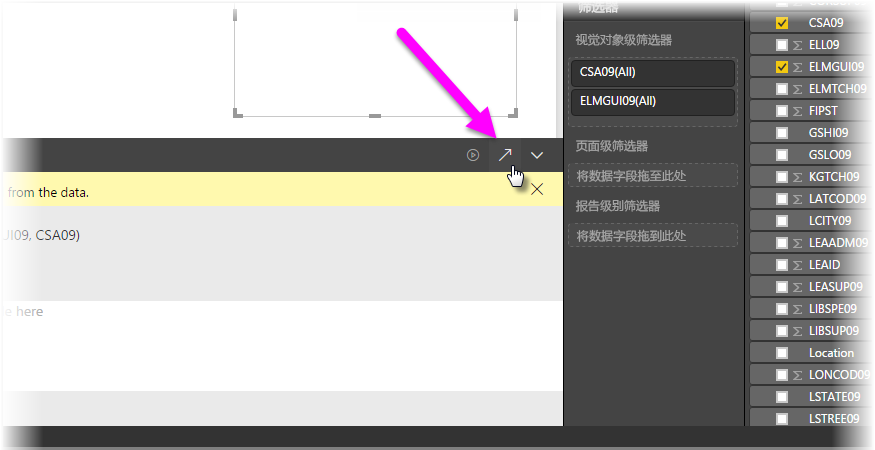 from the data.
UI09, CSA09)
e here
筛选器
视觉对象级筛选器
CSA09(All)
ELMGUI09(All)
页面级筛选器
将数据字段拖至此处
报告级别筛选器
将数据字段拖到此处
CSA09
ELL09
ELMGUI09
ELMTCH09
FIPST
GSHI09
GSLO09
KGTCH09
LATCOD09
LCITY09
LEAADM09
LEAID
LEASUP09
LIBSPE09
LIBSUP09
Location
LONCOD09
LSTATE09
LSTREE09